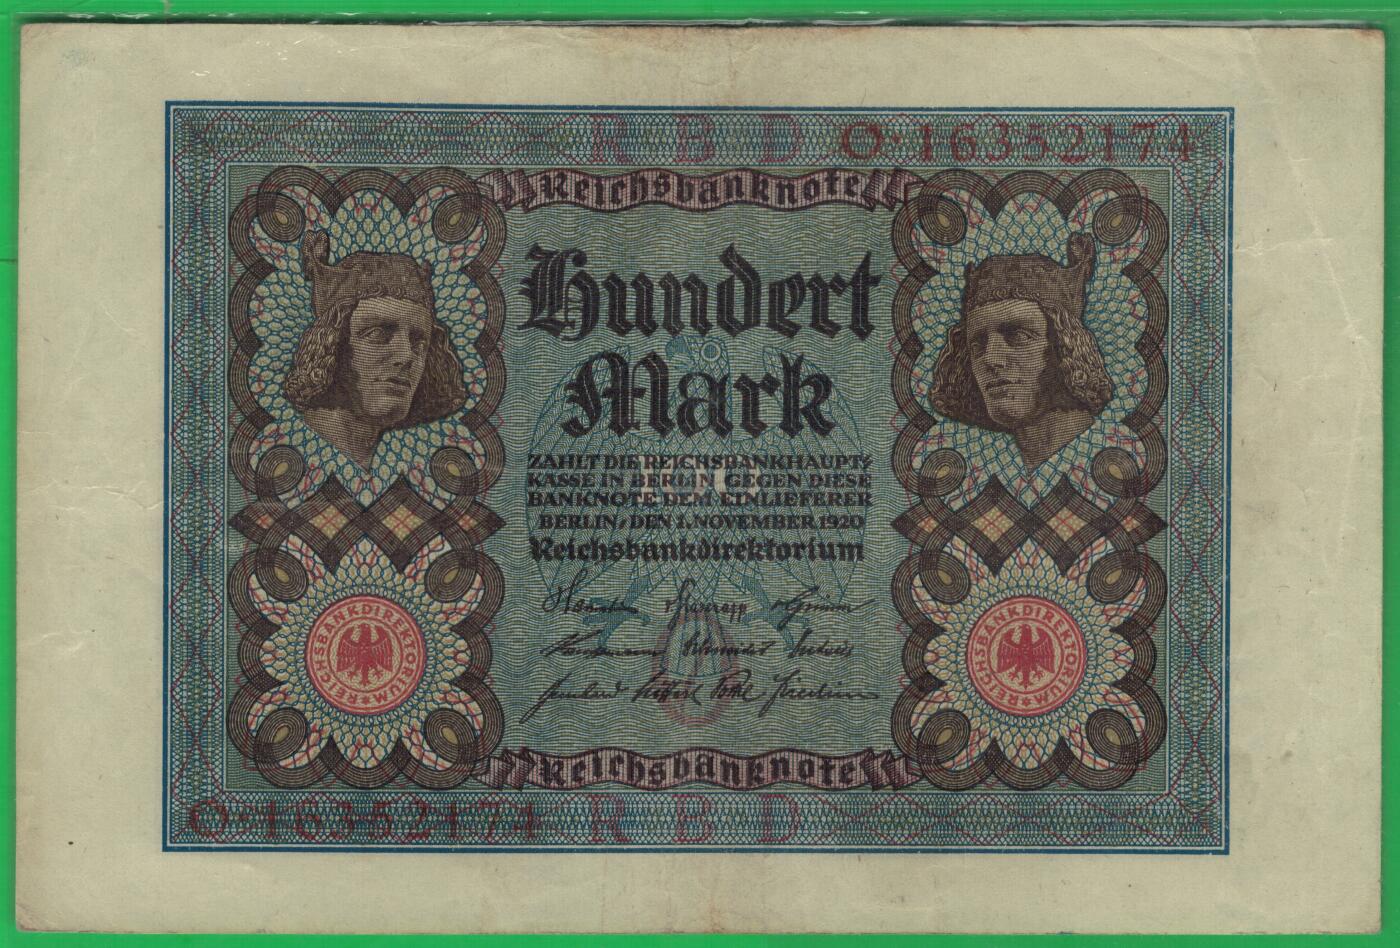 R B D O·16352174
Reichsbanknote
Hundert
Mark
ZAHLT DIE REICHSBANKHAUPT⸗
KASSE IN BERLIN GEGEN DIESE
BANKNOTE DEM EINLIEFERER
BERLIN, DEN 1. NOVEMBER 1920
Reichsbankdirektorium
REICHSBANKDIREKTORIUM
REICHSBANKDIREKTORIUM
Reichsbanknote
O·16352174 R B D